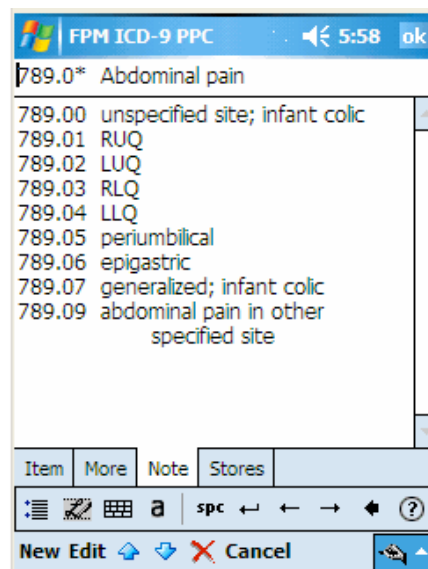 FPM ICD-9 PPC 5:58 ok
789.0* Abdominal pain
789.00 unspecified site; infant colic
789.01 RUQ
789.02 LUQ
789.03 RLQ
789.04 LLQ
789.05 periumbilical
789.06 epigastric
789.07 generalized; infant colic
789.09 abdominal pain in other
specified site
Item More Note Stores
a spc ?
New Edit Cancel